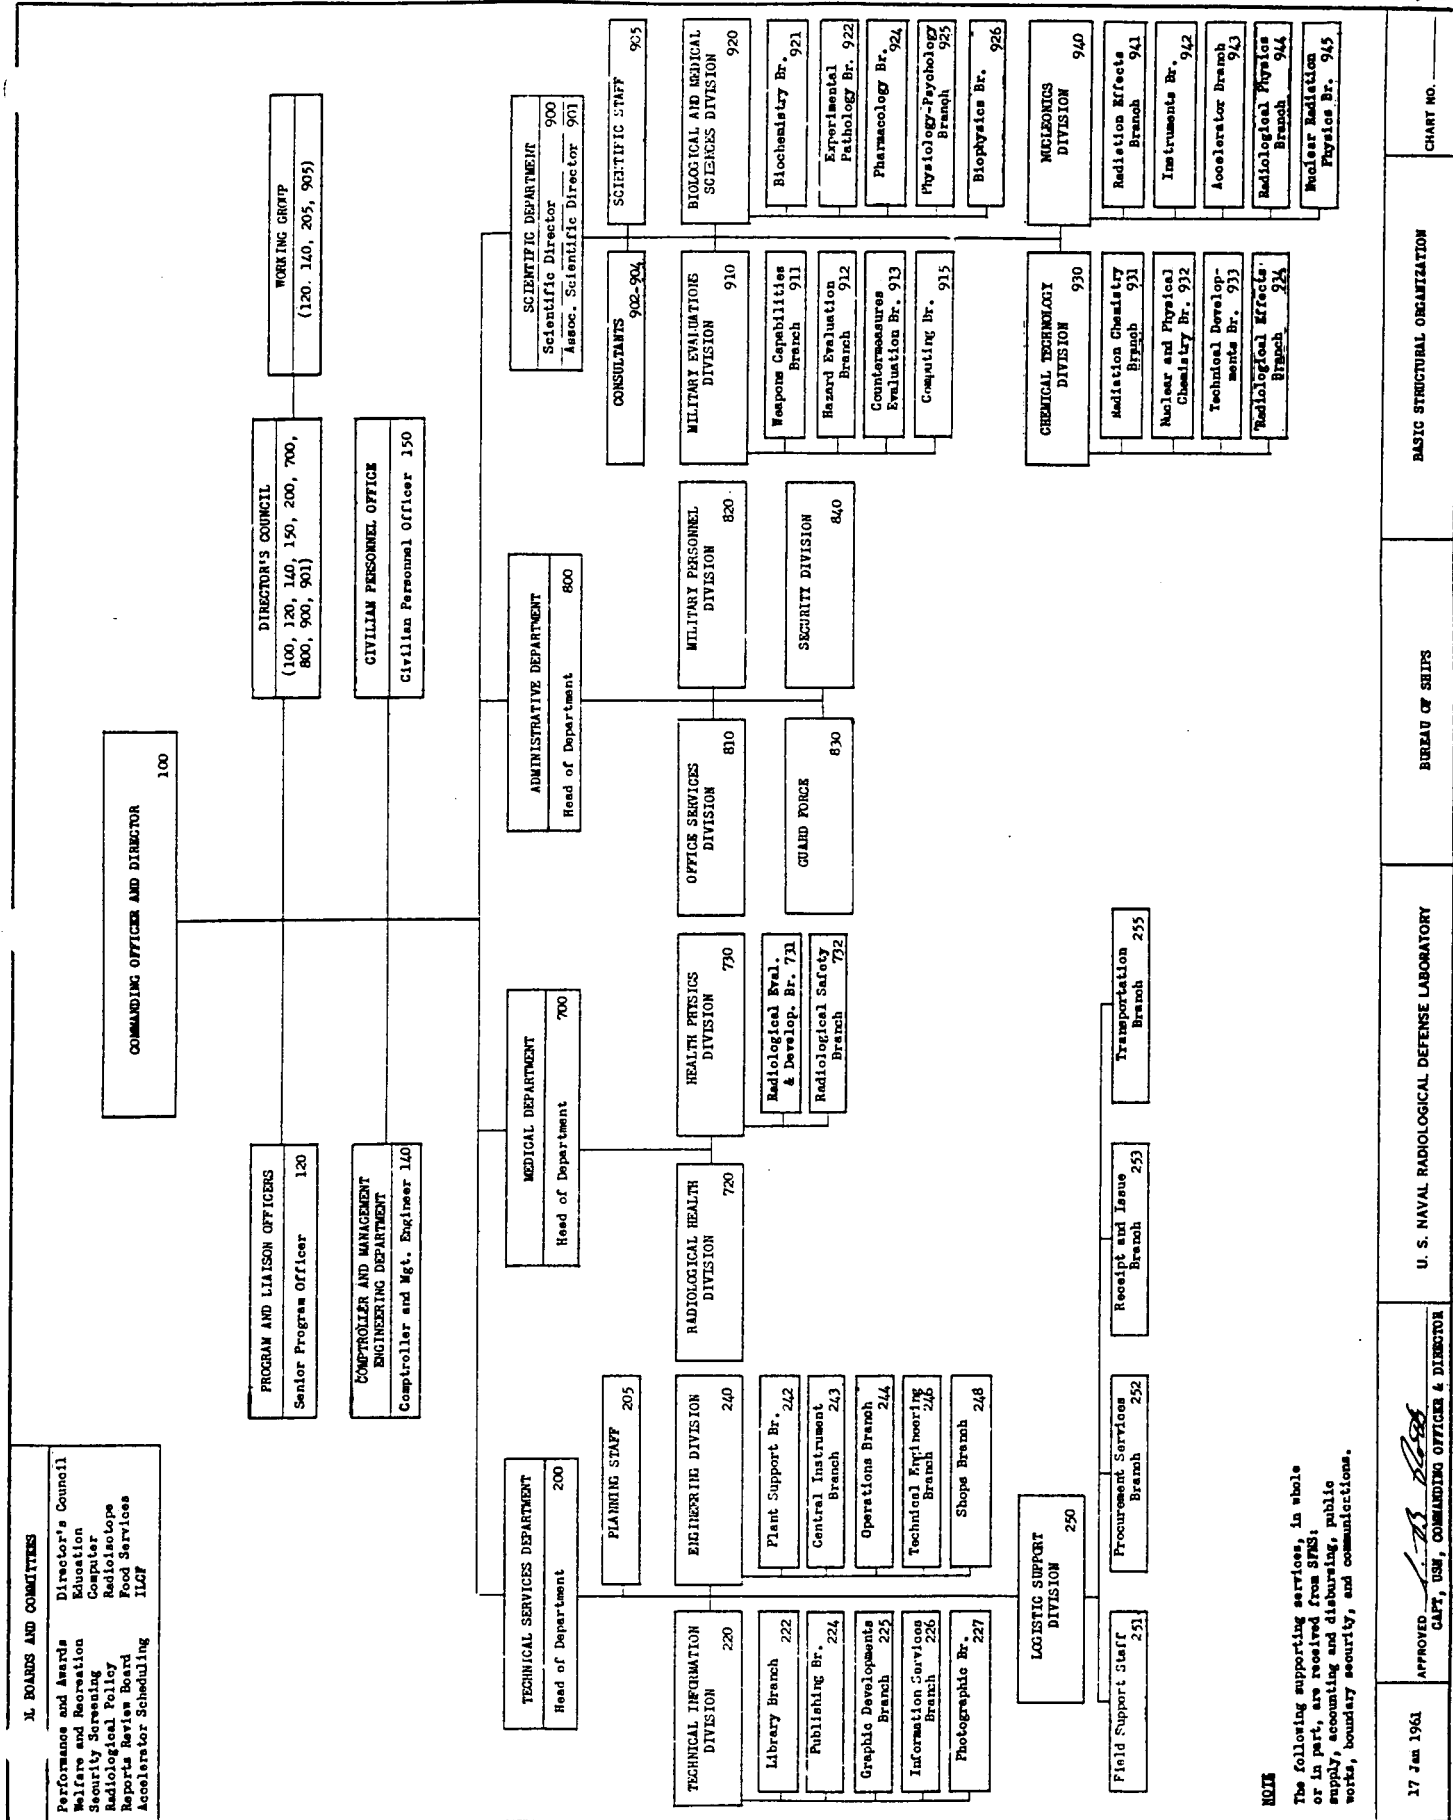 XL BOARDS AND COMMITTEES
Performance and Awards Director's Council
Welfare and Recreation Education
Security Screening Computer
Radiological Policy Radioisotope
Reports Review Board Food Services
Accelerator Scheduling ILCF
COMMANDING OFFICER AND DIRECTOR
100
PROGRAM AND LIAISON OFFICERS
Senior Program Officer 120
DIRECTOR'S COUNCIL
(100, 120, 140, 150, 200, 700,
800, 900, 901)
WORKING GROUP
(120. 140, 205, 905)
COMPTROLLER AND MANAGEMENT
ENGINEERING DEPARTMENT
Comptroller and Mgt. Engineer 140
CIVILIAN PERSONNEL OFFICE
Civilian Personnel Officer 150
TECHNICAL SERVICES DEPARTMENT
Head of Department 200
MEDICAL DEPARTMENT
Head of Department 700
ADMINISTRATIVE DEPARTMENT
Head of Department 800
SCIENTIFIC DEPARTMENT
Scientific Director 900
Assoc. Scientific Director 901
PLANNING STAFF 205
CONSULTANTS
902-904
SCIENTIFIC STAFF
905
TECHNICAL INFORMATION
DIVISION
220
Library Branch 222
Publishing Br. 224
Graphic Developments
Branch 225
Information Services
Branch 226
Photographic Br. 227
ENGINEERING DIVISION
240
Plant Support Br. 242
Central Instrument
Branch 243
Operations Branch
244
Technical Engineering
Branch 246
Shops Branch
248
RADIOLOGICAL HEALTH
DIVISION
720
HEALTH PHYSICS
DIVISION
730
Radiological Eval.
& Develop. Br. 731
Radiological Safety
Branch 732
OFFICE SERVICES
DIVISION
810
MILITARY PERSONNEL
DIVISION
820
GUARD FORCE
830
SECURITY DIVISION
840
MILITARY EVALUATIONS
DIVISION
910
Weapons Capabilities
Branch 911
Hazard Evaluation
Branch 912
Countermeasures
Evaluation Br. 913
Computing Br. 915
BIOLOGICAL AND MEDICAL
SCIENCES DIVISION
920
Biochemistry Br. 921
Experimental
Pathology Br. 922
Pharmacology Br. 924
Physiology-Psychology
Branch 925
Biophysics Br.
926
LOGISTIC SUPPORT
DIVISION
250
Field Support Staff
251
Procurement Services
Branch 252
Receipt and Issue
Branch 253
Transportation
Branch 255
CHEMICAL TECHNOLOGY
DIVISION
930
Radiation Chemistry
Branch 931
Nuclear and Physical
Chemistry Br. 932
Technical Develop-
ments Br. 933
Radiological Effects
Branch 934
NUCLEONICS
DIVISION
940
Radiation Effects
Branch 941
Instruments Br.
942
Accelerator Branch
943
Radiological Physics
Branch 944
Nuclear Radiation
Physics Br. 945
NOTE
The following supporting services, in whole
or in part, are received from SFNS:
supply, accounting and disbursing, public
works, boundary security, and communications.
17 Jan 1961
APPROVED
CAPT, USN, COMMANDING OFFICER & DIRECTOR
U. S. NAVAL RADIOLOGICAL DEFENSE LABORATORY
BUREAU OF SHIPS
BASIC STRUCTURAL ORGANIZATION
CHART NO.